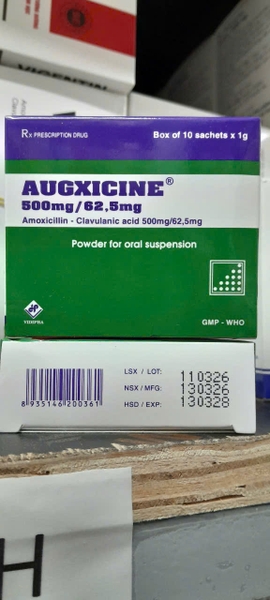 VIGENTIN
Rx PRESCRIPTION DRUG
Box of 10 sachets x 1g
AUGXICINE®
500mg/62,5mg
Amoxicillin - Clavulanic acid 500mg/62,5mg
Powder for oral suspension
VIDIPHA
GMP - WHO
LSX / LOT: 110326
NSX / MFG: 130326
HSD / EXP: 130328
8 935146 200361
H